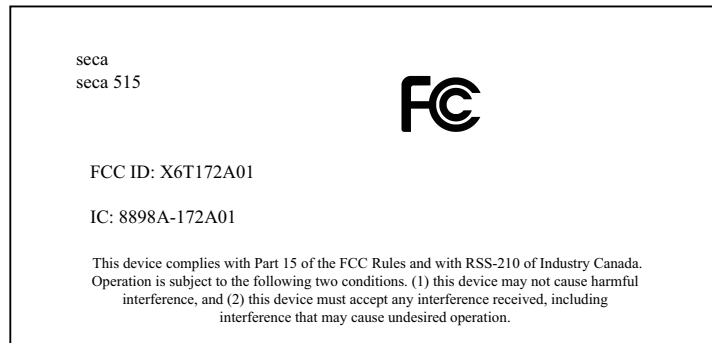 seca
seca 515
FC
FCC ID: X6T172A01
IC: 8898A-172A01
This device complies with Part 15 of the FCC Rules and with RSS-210 of Industry Canada.
Operation is subject to the following two conditions. (1) this device may not cause harmful
interference, and (2) this device must accept any interference received, including
interference that may cause undesired operation.